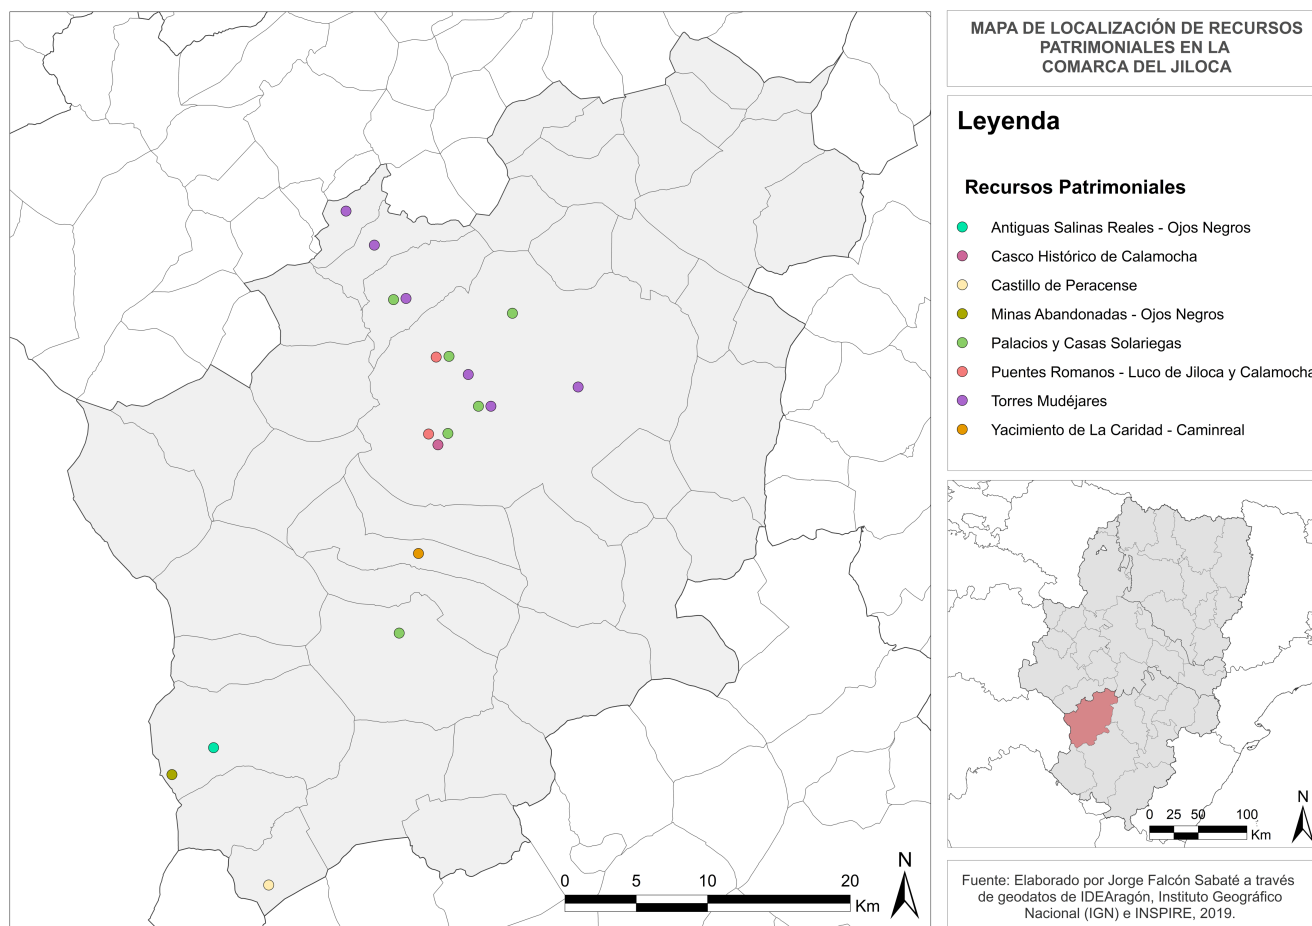 MAPA DE LOCALIZACIÓN DE RECURSOS
PATRIMONIALES EN LA
COMARCA DEL JILOCA
Leyenda
Recursos Patrimoniales
Antiguas Salinas Reales - Ojos Negros
Casco Histórico de Calamocha
Castillo de Peracense
Minas Abandonadas - Ojos Negros
Palacios y Casas Solariegas
Puentes Romanos - Luco de Jiloca y Calamocha
Torres Mudéjares
Yacimiento de La Caridad - Caminreal
N
0 25 50 100
Km
N
0 5 10 20
Km
Fuente: Elaborado por Jorge Falcón Sabaté a través
de geodatos de IDEAragón, Instituto Geográfico
Nacional (IGN) e INSPIRE, 2019.